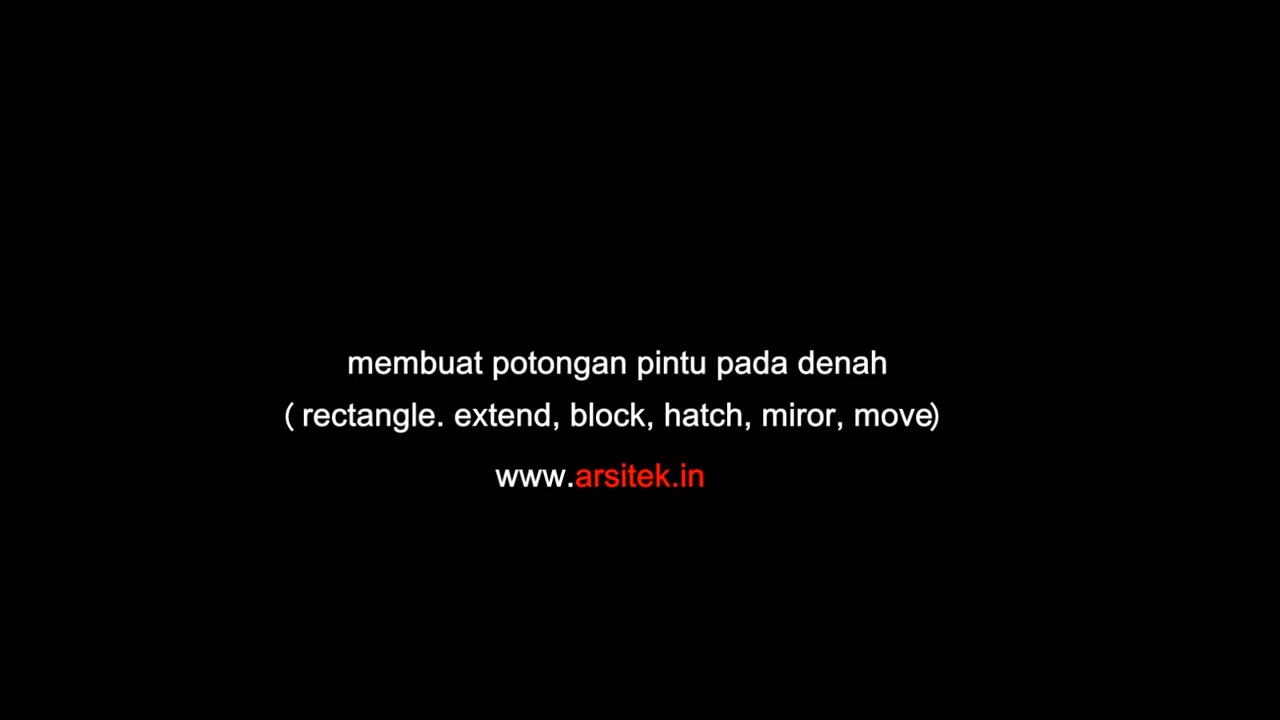 membuat potongan pintu pada denah
( rectangle. extend, block, hatch, miror, move)
www.arsitek.in